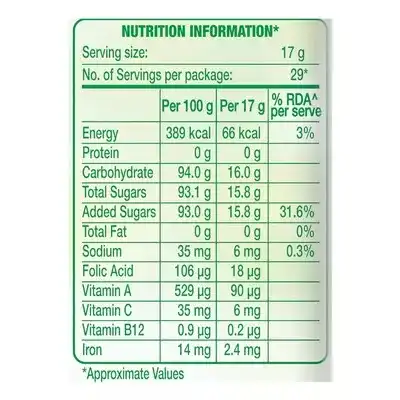 NUTRITION INFORMATION*
Serving size: 17 g
No. of Servings per package: 29*
Per 100 g Per 17 g % RDA^ per serve
Energy 389 kcal 66 kcal 3%
Protein 0 g 0 g
Carbohydrate 94.0 g 16.0 g
Total Sugars 93.1 g 15.8 g
Added Sugars 93.0 g 15.8 g 31.6%
Total Fat 0 g 0 g 0%
Sodium 35 mg 6 mg 0.3%
Folic Acid 106 µg 18 µg
Vitamin A 529 µg 90 µg
Vitamin C 35 mg 6 mg
Vitamin B12 0.9 µg 0.2 µg
Iron 14 mg 2.4 mg
*Approximate Values